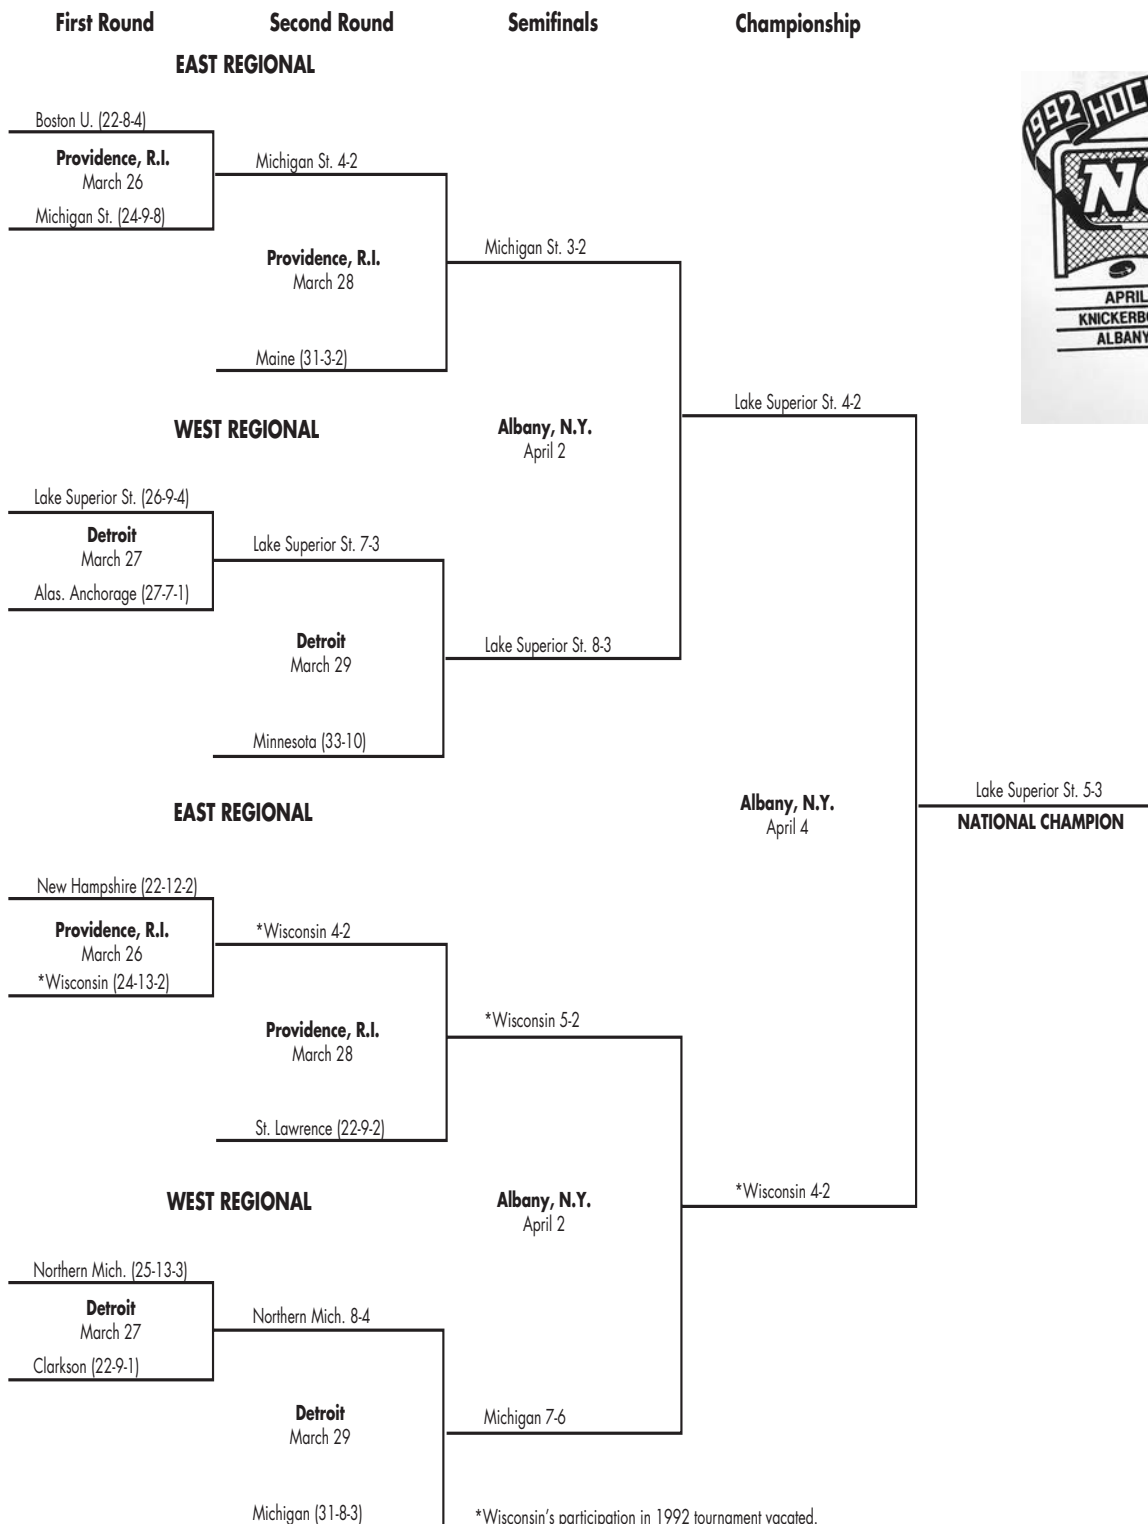 First Round Second Round Semifinals Championship
EAST REGIONAL
Boston U. (22-8-4)
Providence, R.I.
March 26
Michigan St. (24-9-8)
Michigan St. 4-2
Providence, R.I.
March 28
Maine (31-3-2)
Michigan St. 3-2
WEST REGIONAL
Albany, N.Y.
April 2
Lake Superior St. 4-2
Lake Superior St. (26-9-4)
Detroit
March 27
Alas. Anchorage (27-7-1)
Lake Superior St. 7-3
Detroit
March 29
Minnesota (33-10)
Lake Superior St. 8-3
EAST REGIONAL
Albany, N.Y.
April 4
Lake Superior St. 5-3
NATIONAL CHAMPION
New Hampshire (22-12-2)
Providence, R.I.
March 26
*Wisconsin (24-13-2)
*Wisconsin 4-2
Providence, R.I.
March 28
St. Lawrence (22-9-2)
*Wisconsin 5-2
WEST REGIONAL
Albany, N.Y.
April 2
*Wisconsin 4-2
Northern Mich. (25-13-3)
Detroit
March 27
Clarkson (22-9-1)
Northern Mich. 8-4
Detroit
March 29
Michigan (31-8-3)
Michigan 7-6
*Wisconsin's participation in 1992 tournament vacated.
1992 HOC
NC
APRIL
KNICKERB
ALBANY